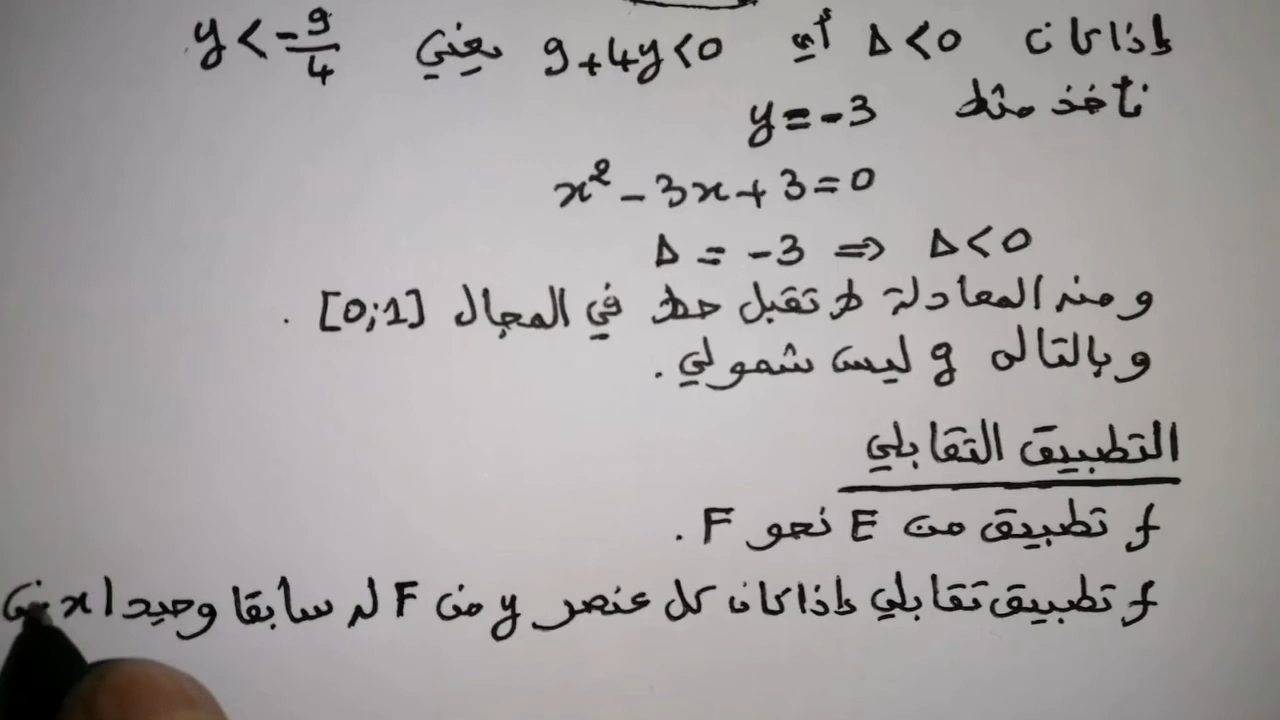 إذا كان Δ<0 أي 9+4y<0 يعني y<-9/4
نأخذ مثلا y=-3
x²-3x+3=0
Δ=-3 ⇒ Δ<0
ومنه المعادلة لا تقبل حلا في المجال [0;1] .
وبالتالي g ليس شمولي .
التطبيق التقابلي
f تطبيق من E نحو F .
f تطبيق تقابلي إذا كان كل عنصر y من F له سابقا وحيدا x من